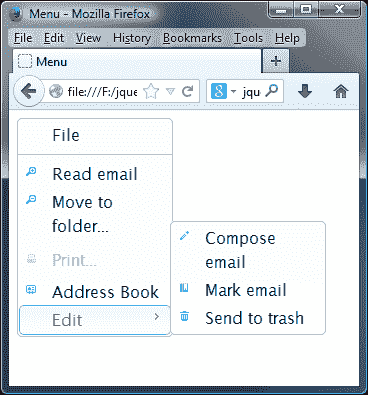 Menu - Mozilla Firefox
File Edit View History Bookmarks Tools Help
Menu
file:///F:/jque
jqu
File
Read email
Move to
folder...
Print...
Address Book
Edit
Compose
email
Mark email
Send to trash